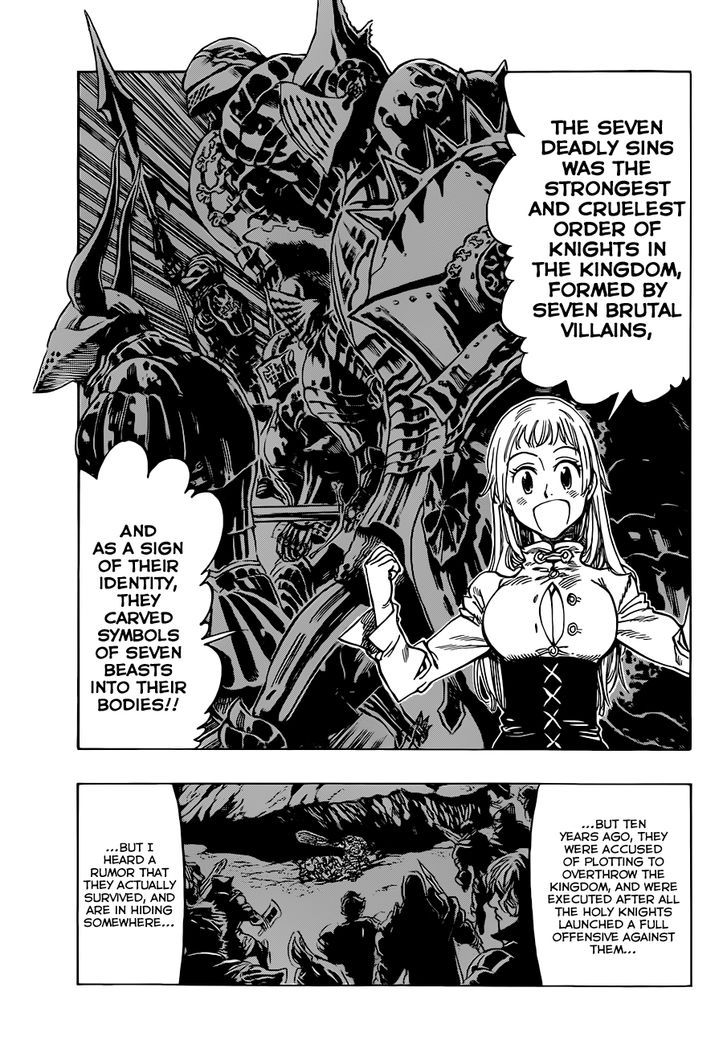 THE SEVEN
DEADLY SINS
WAS THE
STRONGEST
AND CRUELEST
ORDER OF
KNIGHTS IN
THE KINGDOM,
FORMED BY
SEVEN BRUTAL
VILLAINS,
AND
AS A SIGN
OF THEIR
IDENTITY,
THEY
CARVED
SYMBOLS
OF SEVEN
BEASTS
INTO THEIR
BODIES!!
...BUT TEN
YEARS AGO, THEY
WERE ACCUSED
OF PLOTTING TO
OVERTHROW THE
KINGDOM, AND WERE
EXECUTED AFTER ALL
THE HOLY KNIGHTS
LAUNCHED A FULL
OFFENSIVE AGAINST
THEM...
...BUT I
HEARD A
RUMOR THAT
THEY ACTUALLY
SURVIVED, AND
ARE IN HIDING
SOMEWHERE...